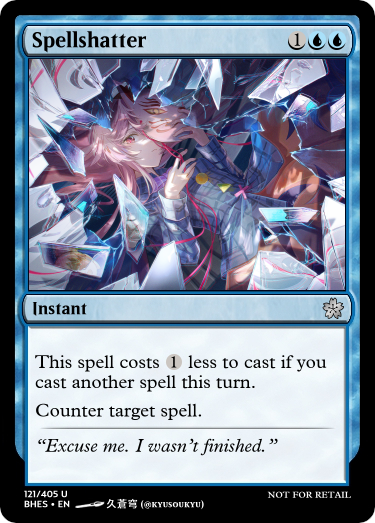 Spellshatter 1
Instant
This spell costs 1 less to cast if you
cast another spell this turn.
Counter target spell.
“Excuse me. I wasn’t finished.”
121/405 U NOT FOR RETAIL
BHES • EN 久蒼穹 (@KYUSOUKYU)